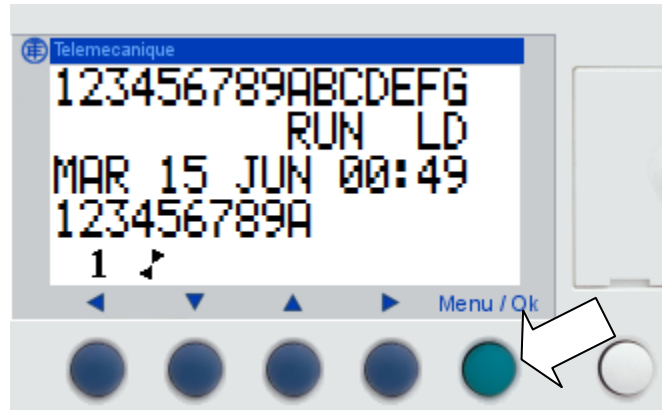 Telemecanique
123456789ABCDEFG
RUN LD
MAR 15 JUN 00:49
123456789A
1
Menu / Ok